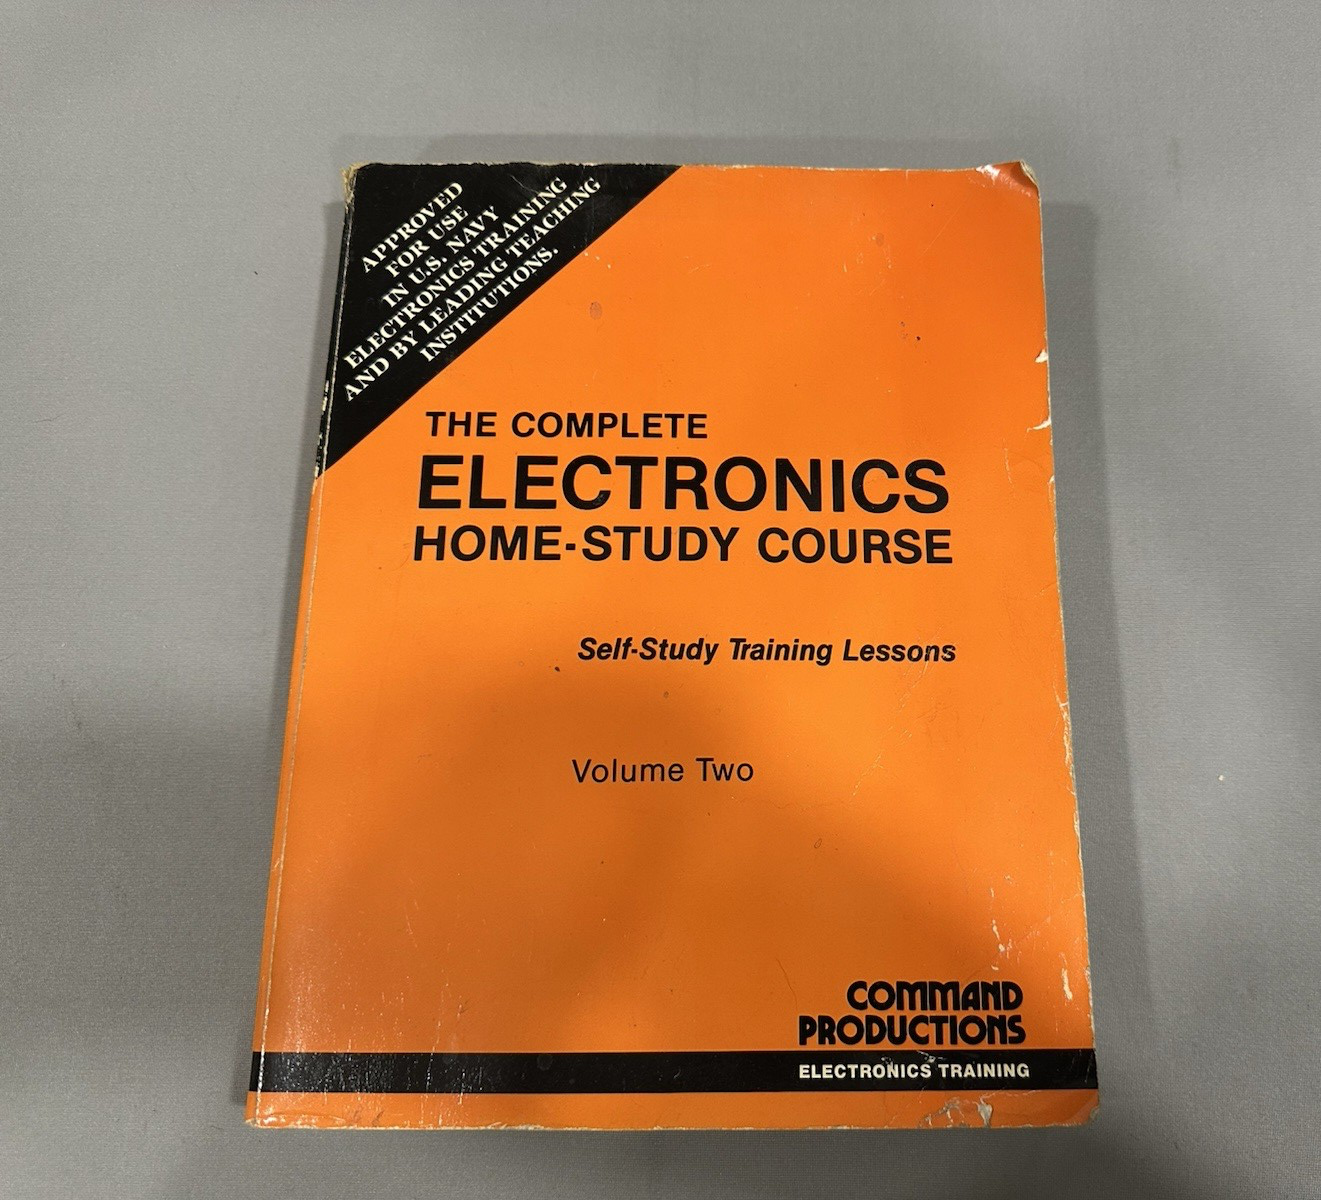 APPROVED
FOR USE
IN U.S. NAVY
ELECTRONICS TRAINING
AND BY LEADING TEACHING
INSTITUTIONS.
THE COMPLETE
ELECTRONICS
HOME-STUDY COURSE
Self-Study Training Lessons
Volume Two
COMMAND
PRODUCTIONS
ELECTRONICS TRAINING